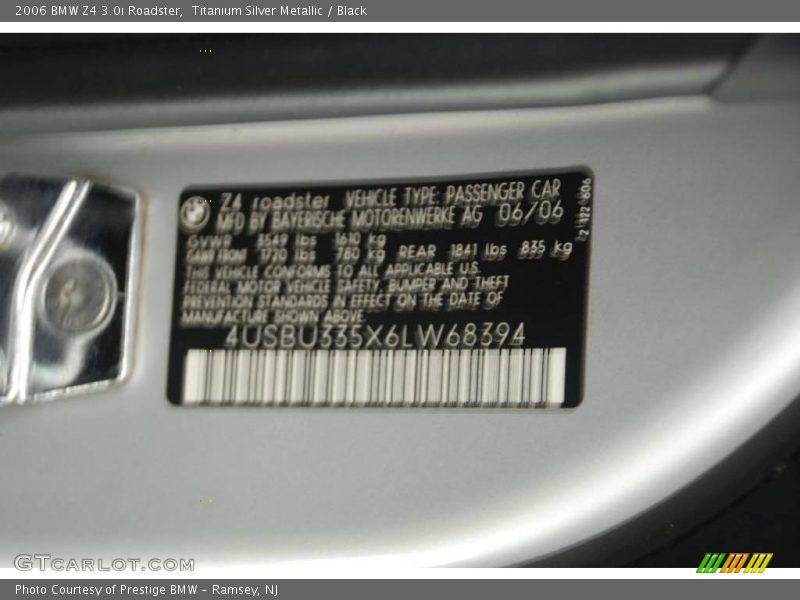 2006 BMW Z4 3.0i Roadster, Titanium Silver Metallic / Black
Z4 roadster VEHICLE TYPE: PASSENGER CAR
MFD BY BAYERISCHE MOTORENWERKE AG 06/06
GVWR 3549 lbs 1610 kg
GAWR FRONT 1720 lbs 780 kg REAR 1841 lbs 835 kg
THIS VEHICLE CONFORMS TO ALL APPLICABLE U.S.
FEDERAL MOTOR VEHICLE SAFETY, BUMPER AND THEFT
PREVENTION STANDARDS IN EFFECT ON THE DATE OF
MANUFACTURE SHOWN ABOVE.
4USBU335X6LW68394
GTCARLOT.COM
Photo Courtesy of Prestige BMW - Ramsey, NJ